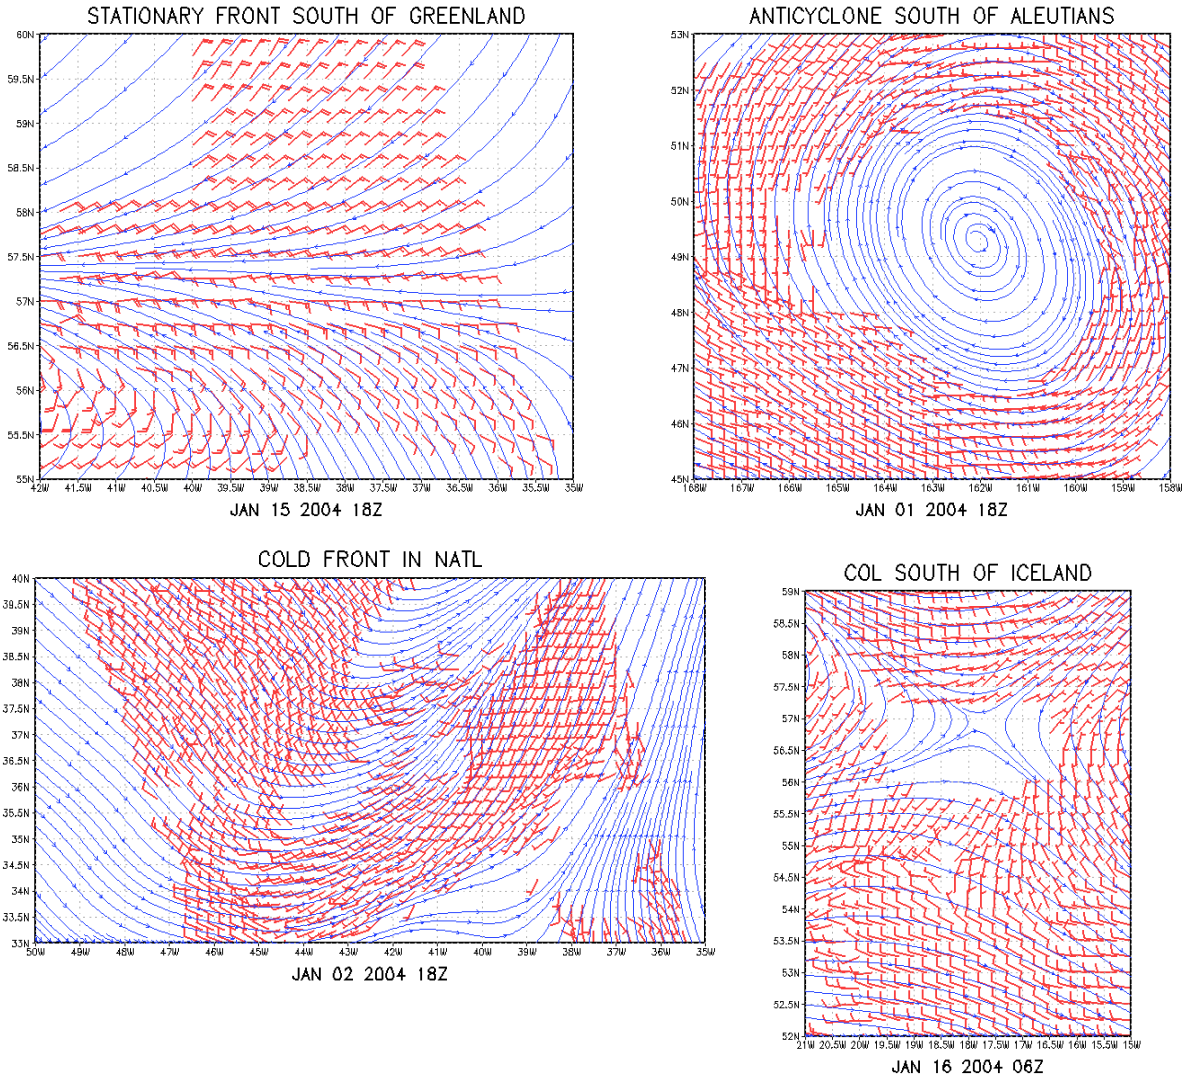 STATIONARY FRONT SOUTH OF GREENLAND
60N
59.5N
59N
58.5N
58N
57.5N
57N
56.5N
56N
55.5N
55N
42W 41.5W 41W 40.5W 40W 39.5W 39W 38.5W 38W 37.5W 37W 36.5W 36W 35.5W 35W
JAN 15 2004 18Z
ANTICYCLONE SOUTH OF ALEUTIANS
53N
52N
51N
50N
49N
48N
47N
46N
45N
168W 167W 166W 165W 164W 163W 162W 161W 160W 159W 158W
JAN 01 2004 18Z
COLD FRONT IN NATL
40N
39.5N
39N
38.5N
38N
37.5N
37N
36.5N
36N
35.5N
35N
34.5N
34N
33.5N
33N
50W 49W 48W 47W 46W 45W 44W 43W 42W 41W 40W 39W 38W 37W 36W 35W
JAN 02 2004 18Z
COL SOUTH OF ICELAND
59N
58.5N
58N
57.5N
57N
56.5N
56N
55.5N
55N
54.5N
54N
53.5N
53N
52.5N
52N
21W 20.5W 20W 19.5W 19W 18.5W 18W 17.5W 17W 16.5W 16W 15.5W 15W
JAN 16 2004 06Z